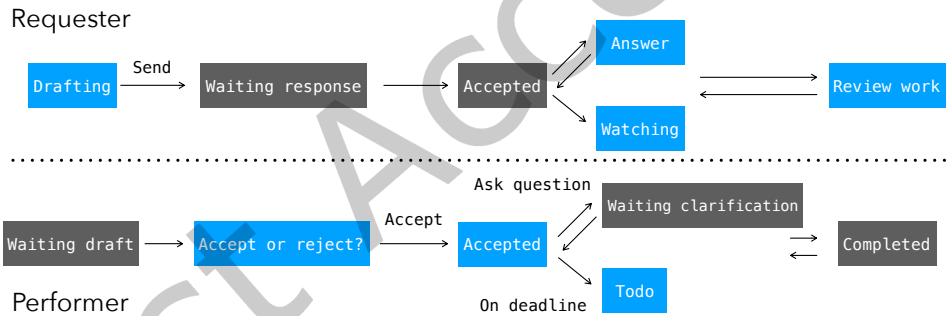 Requester
Send
Answer
Drafting
Waiting response
Accepted
Review work
Watching
Ask question
Waiting clarification
Accept
Waiting draft
Accept or reject?
Accepted
Completed
Todo
On deadline
Performer